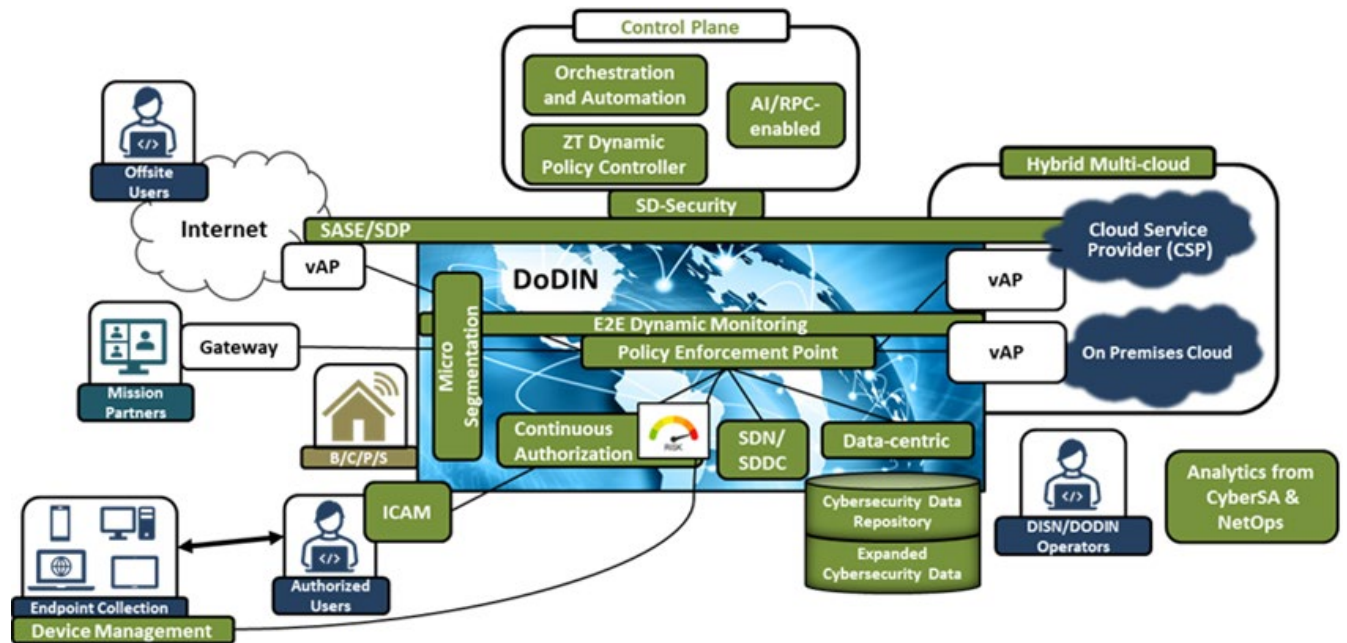 Control Plane
Orchestration
and Automation
AI/RPC-
enabled
ZT Dynamic
Policy Controller
SD-Security
Offsite
Users
Internet
SASE/SDP
vAP
Hybrid Multi-cloud
Cloud Service
Provider (CSP)
vAP
DoDIN
Micro
Segmentation
E2E Dynamic Monitoring
Policy Enforcement Point
Gateway
vAP
On Premises Cloud
Mission
Partners
B/C/P/S
Continuous
Authorization
RISK
SDN/
SDDC
Data-centric
Cybersecurity Data
Repository
Expanded
Cybersecurity Data
DISN/DODIN
Operators
Analytics from
CyberSA &
NetOps
ICAM
Authorized
Users
Endpoint Collection
Device Management